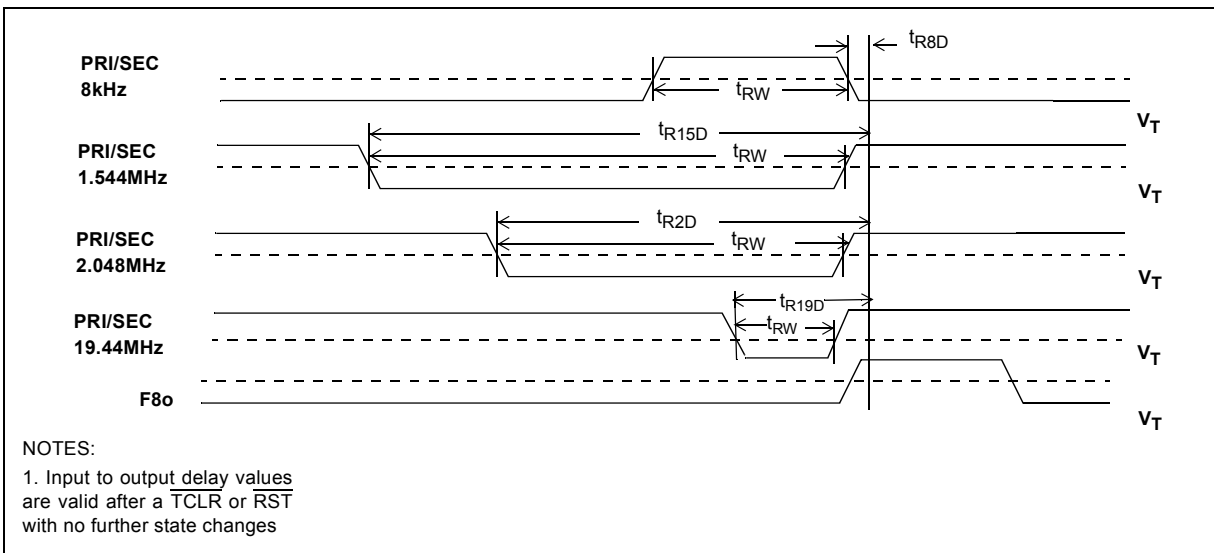 tR8D
PRI/SEC
8kHz
tRW
VT
tR15D
PRI/SEC
1.544MHz
tRW
VT
tR2D
PRI/SEC
2.048MHz
tRW
VT
tR19D
PRI/SEC
19.44MHz
tRW
VT
F8o
VT
NOTES:
1. Input to output delay values
are valid after a TCLR or RST
with no further state changes